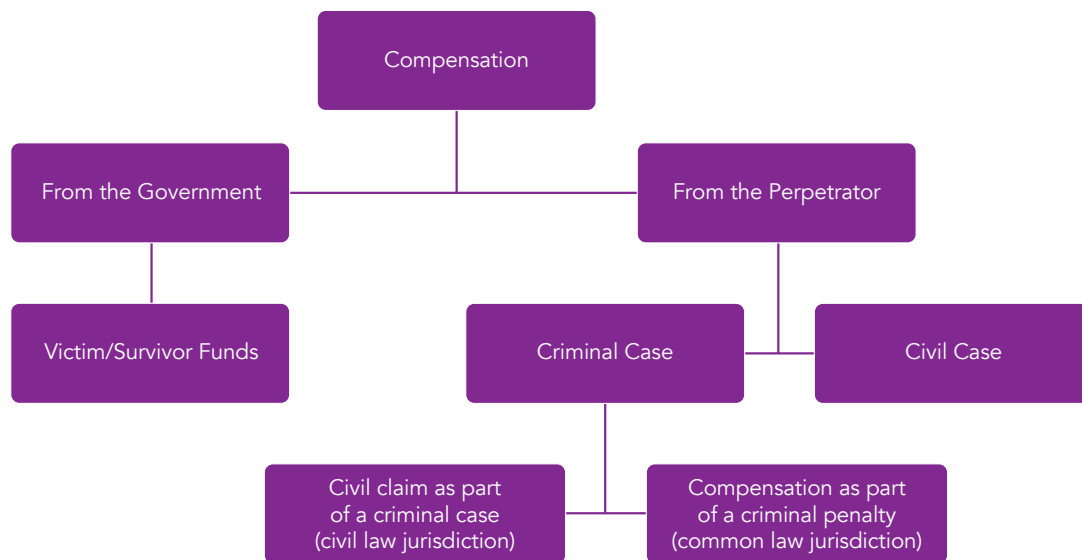 Compensation
From the Government
From the Perpetrator
Victim/Survivor Funds
Criminal Case
Civil Case
Civil claim as part
of a criminal case
(civil law jurisdiction)
Compensation as part
of a criminal penalty
(common law jurisdiction)